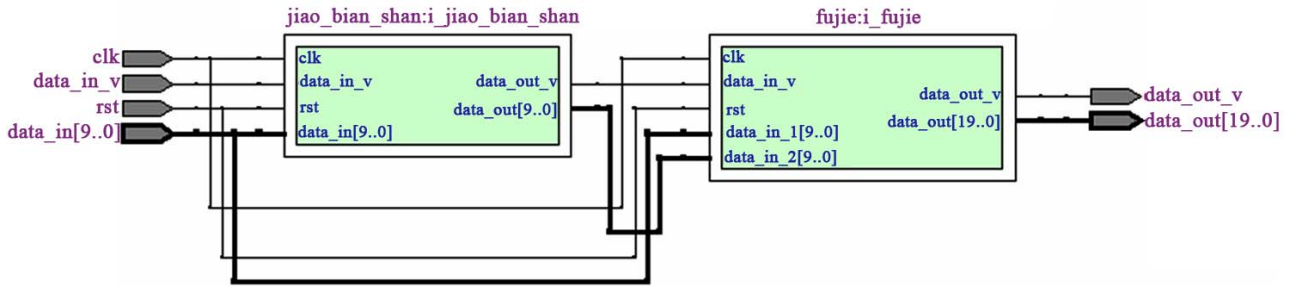 jiao_bian_shan:i_jiao_bian_shan
fujie:i_fujie
clk
data_in_v
rst
data_in[9..0]
clk
data_in_v
rst
data_in[9..0]
data_out_v
data_out[9..0]
clk
data_in_v
rst
data_in_1[9..0]
data_in_2[9..0]
data_out_v
data_out[19..0]
data_out_v
data_out[19..0]